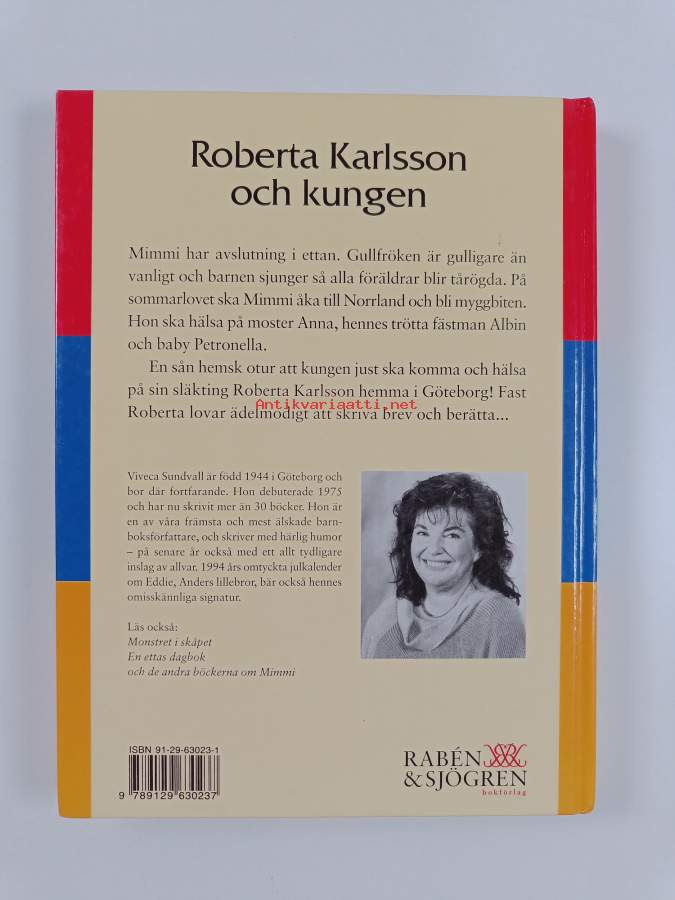 Roberta Karlsson
och kungen
Mimmi har avslutning i ettan. Gullfröken är gulligare än
vanligt och barnen sjunger så alla föräldrar blir tårögda. På
sommarlovet ska Mimmi åka till Norrland och bli myggbiten.
Hon ska hälsa på moster Anna, hennes trötta fästman Albin
och baby Petronella.
En sån hemsk otur att kungen just ska komma och hälsa
på sin släkting Roberta Karlsson hemma i Göteborg! Fast
Roberta lovar ädelmodigt att skriva brev och berätta...
Antikvariaatti.net
Viveca Sundvall är född 1944 i Göteborg och
bor där fortfarande. Hon debuterade 1975
och har nu skrivit mer än 30 böcker. Hon är
en av våra främsta och mest älskade barn-
boksförfattare, och skriver med härlig humor
– på senare år också med ett allt tydligare
inslag av allvar. 1994 års omtyckta julkalender
om Eddie, Anders lillebror, bär också hennes
omisskännliga signatur.
Läs också:
Monstret i skåpet
En ettas dagbok
och de andra böckerna om Mimmi
ISBN 91-29-63023-1
9 789129 630237
RABÉN
& SJÖGREN
bokförlag